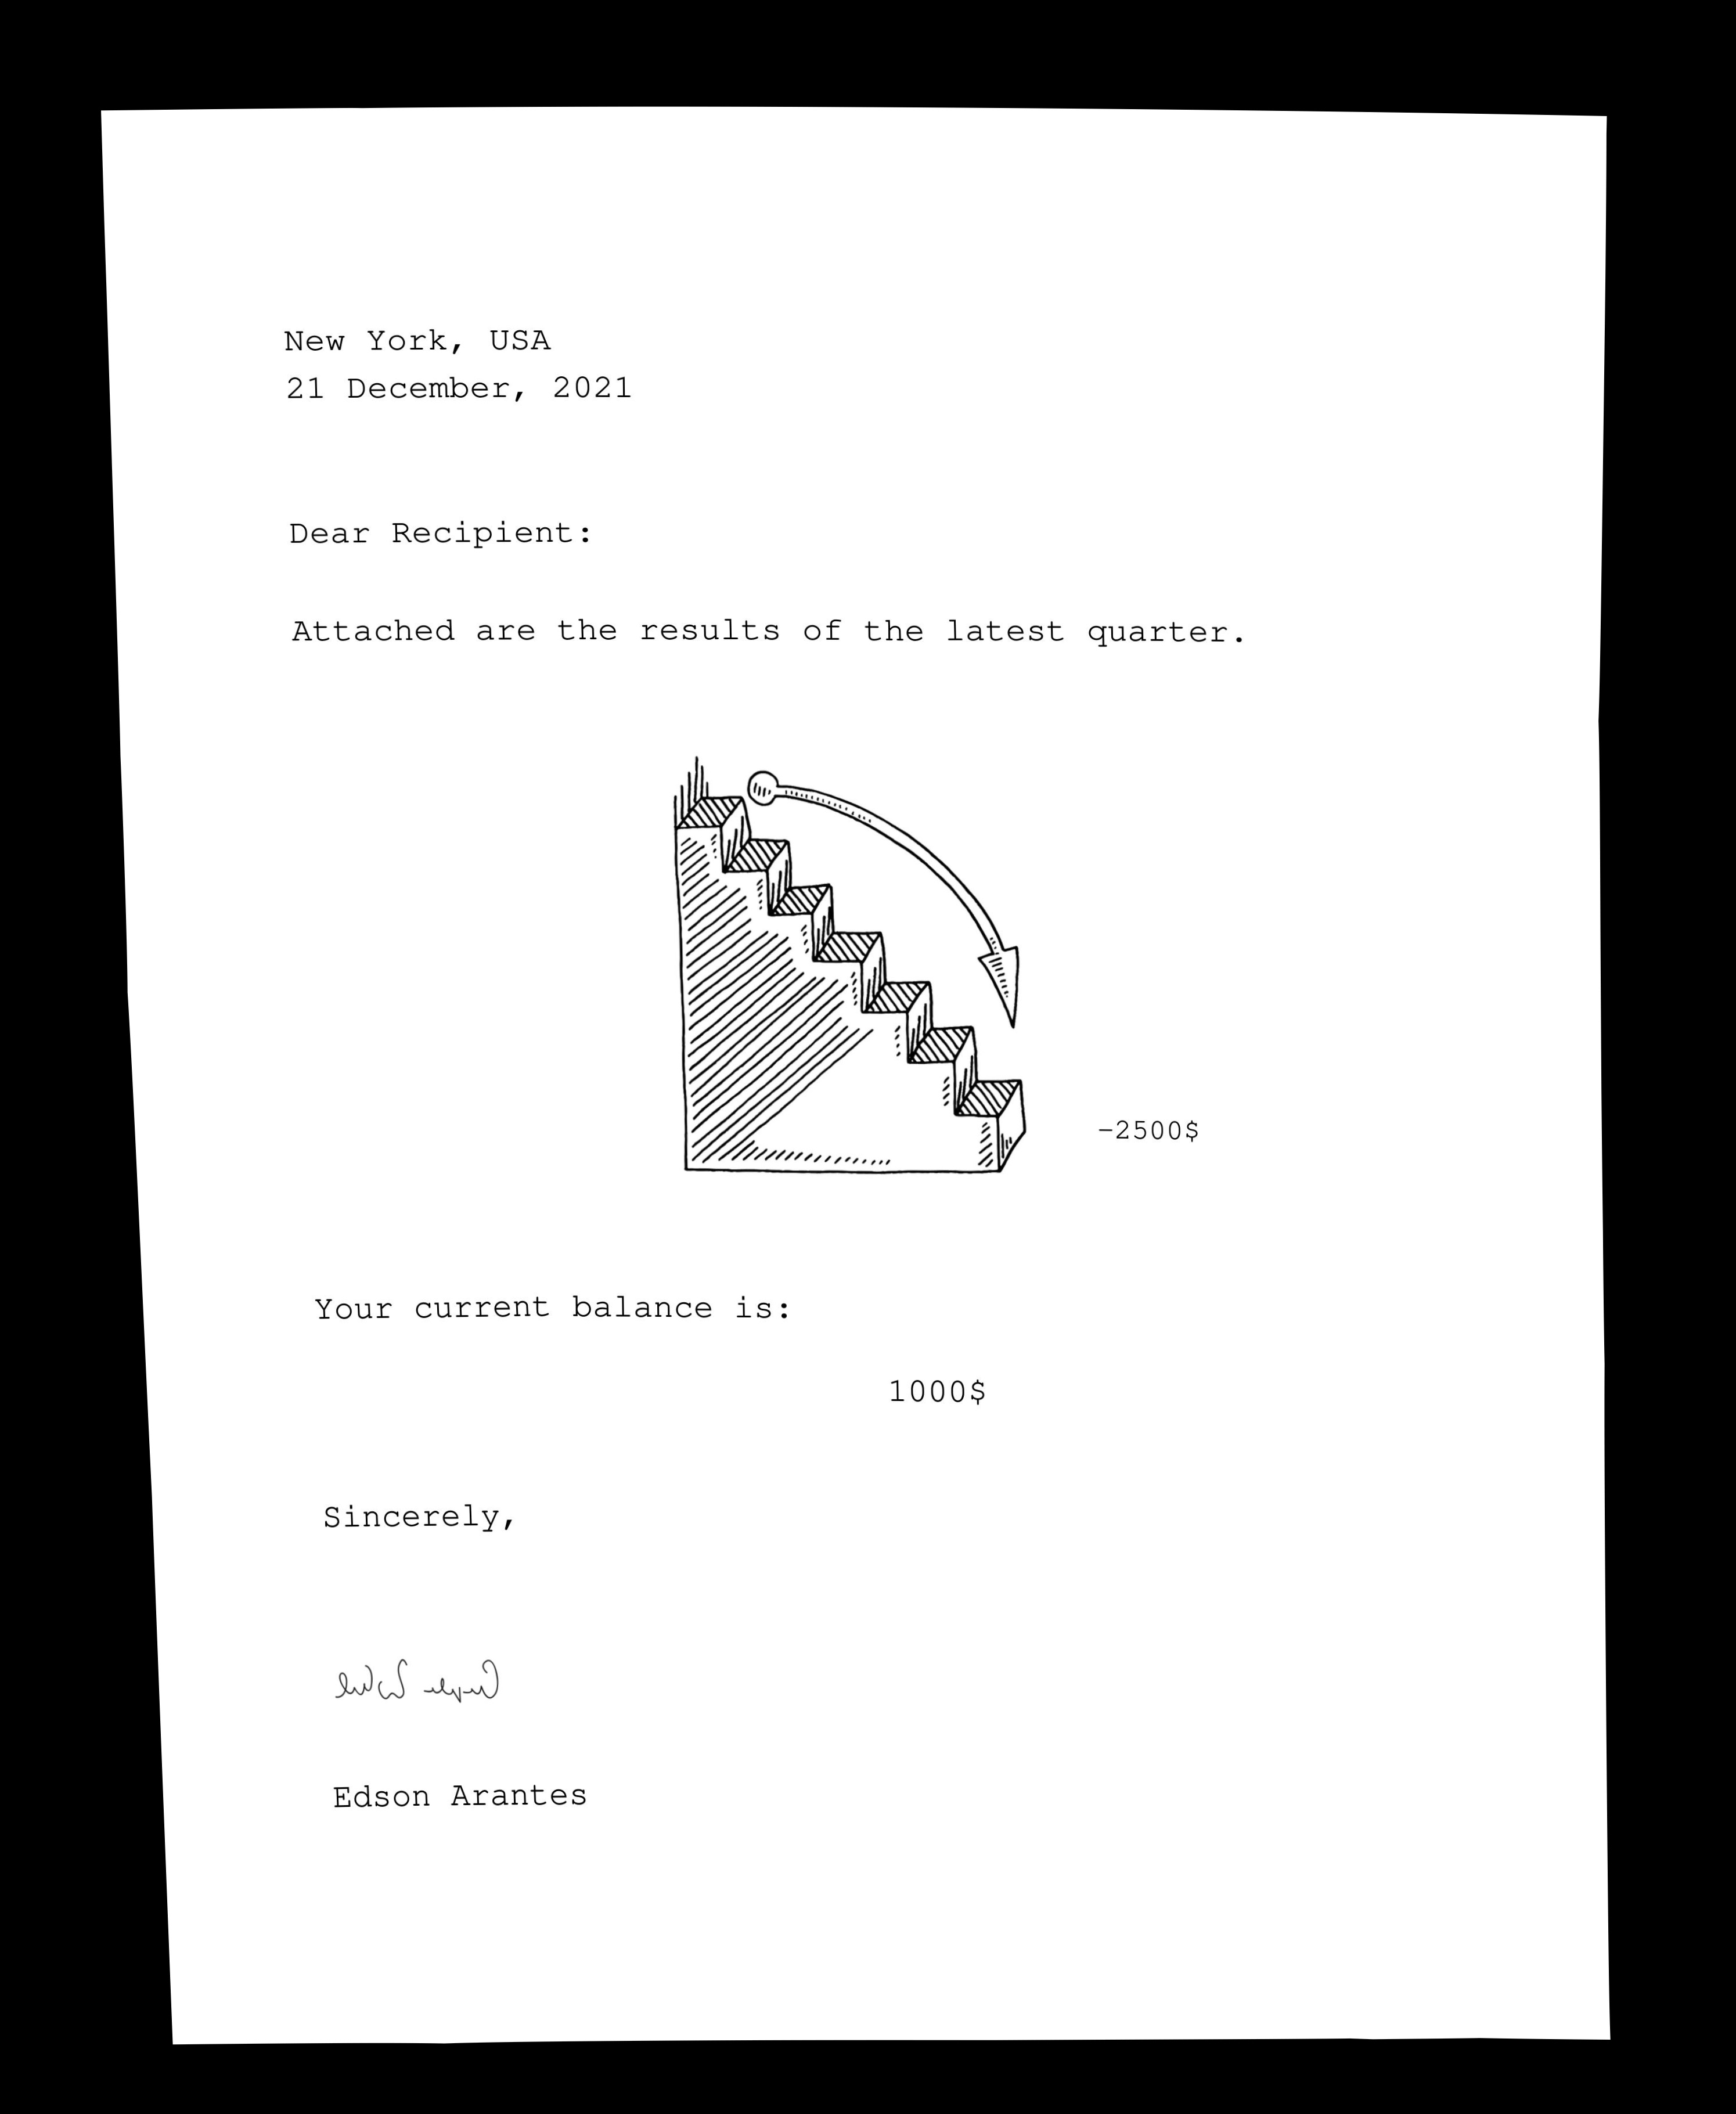 New York, USA
21 December, 2021
Dear Recipient:
Attached are the results of the latest quarter.
-2500$
Your current balance is:
1000$
Sincerely,
Edson Arantes